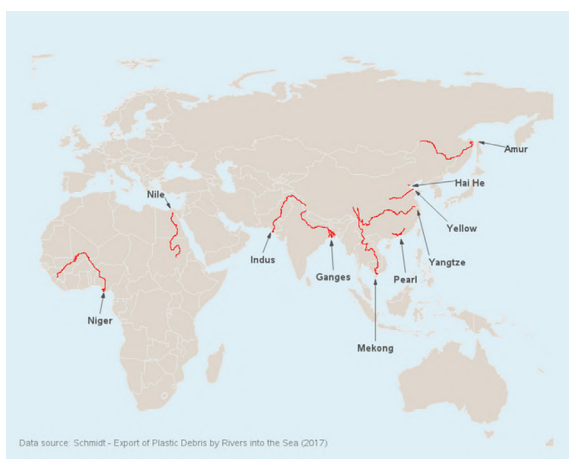 Amur
Hai He
Nile
Yellow
Indus
Yangtze
Ganges
Pearl
Niger
Mekong
Data source: Schmidt - Export of Plastic Debris by Rivers into the Sea (2017)